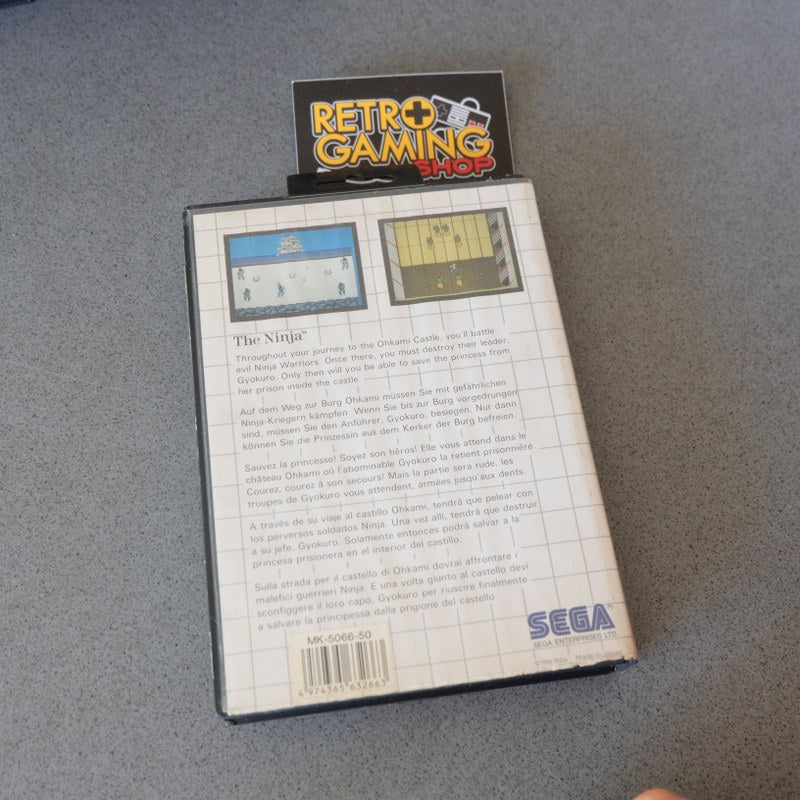 RETRO
GAMING
SHOP
The Ninja™
Throughout your journey to the Ohkami Castle, you'll battle
evil Ninja Warriors. Once there, you must destroy their leader,
Gyokuro. Only then will you be able to save the princess from
her prison inside the castle.
Auf dem Weg zur Burg Ohkami müssen Sie mit gefährlichen
Ninja-Kriegern kämpfen. Wenn Sie bis zur Burg vorgedrungen
sind, müssen Sie den Anführer, Gyokuro, besiegen. Nur dann
können Sie die Prinzessin aus dem Kerker der Burg befreien.
Sauvez la princesse! Soyez son héros! Elle vous attend dans le
château Ohkami où l'abominable Gyokuro la retient prisonnière.
Courez, courez à son secours! Mais la partie sera rude, les
troupes de Gyokuro vous attendent, armées jusqu'aux dents.
A través de su viaje al castillo Ohkami, tendrá que pelear con
los perversos soldados Ninja. Una vez allí, tendrá que destruir
a su jefe, Gyokuro. Solamente entonces podrá salvar a la
princesa prisionera en el interior del castillo.
Sulla strada per il castello di Ohkami dovrai affrontare i
malefici guerrieri Ninja. E una volta giunto al castello devi
sconfiggere il loro capo, Gyokuro per riuscire finalmente
a salvare la principessa dalla prigione del castello.
SEGA®
SEGA ENTERPRISES LTD.
© 1986 SEGA Made in Japan
MK-5066-50
4 974365 632663